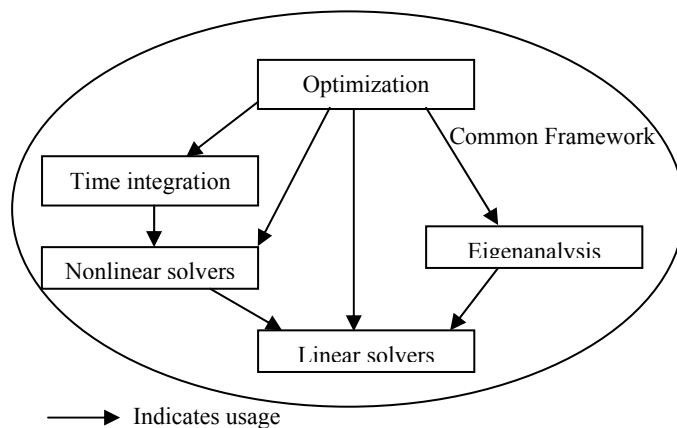 Optimization
Common Framework
Time integration
Eigenanalysis
Nonlinear solvers
Linear solvers
Indicates usage